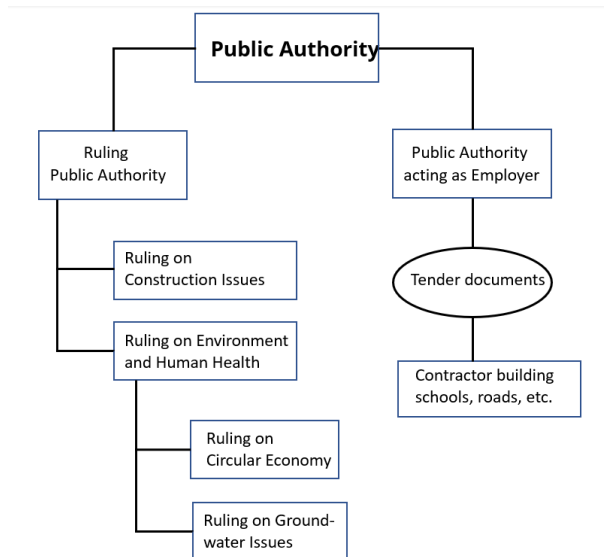 Public Authority
Ruling
Public Authority
Public Authority
acting as Employer
Ruling on
Construction Issues
Tender documents
Ruling on Environment
and Human Health
Contractor building
schools, roads, etc.
Ruling on
Circular Economy
Ruling on Ground-
water Issues